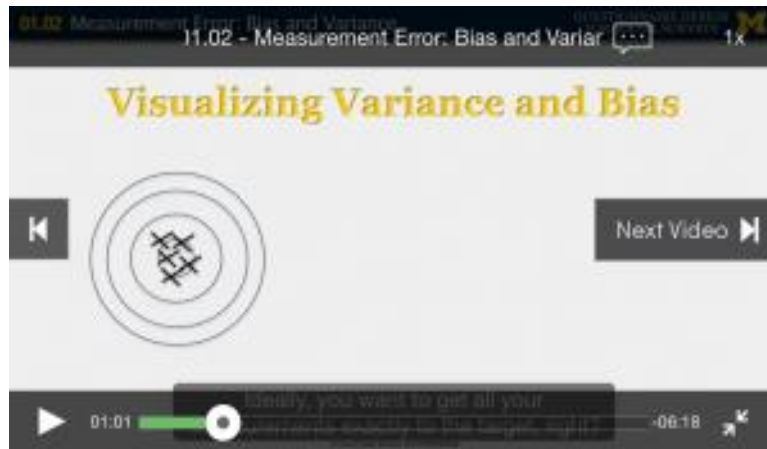 01.02 Measurement Error: Bias and Variance
01.02 - Measurement Error: Bias and Variar
1x
Visualizing Variance and Bias
Next Video
Ideally, you want to get all your
exactly to the target, right?
01:01
-06:18